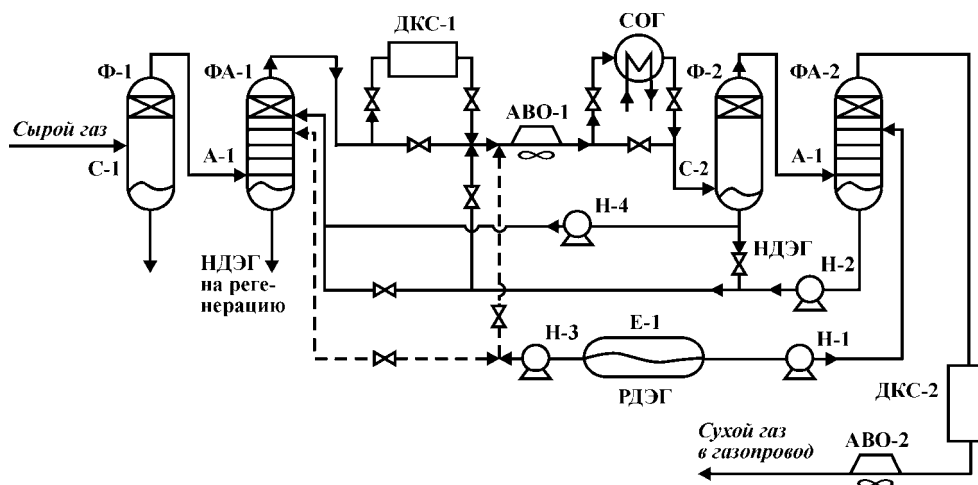 ДКС-1
СОГ
Ф-1
ФА-1
Ф-2
ФА-2
АВО-1
Сырой газ
С-1
А-1
С-2
А-1
Н-4
НДЭГ
на реге-
нерацию
НДЭГ
Н-2
Н-3
Е-1
Н-1
РДЭГ
ДКС-2
Сухой газ
в газопровод
АВО-2